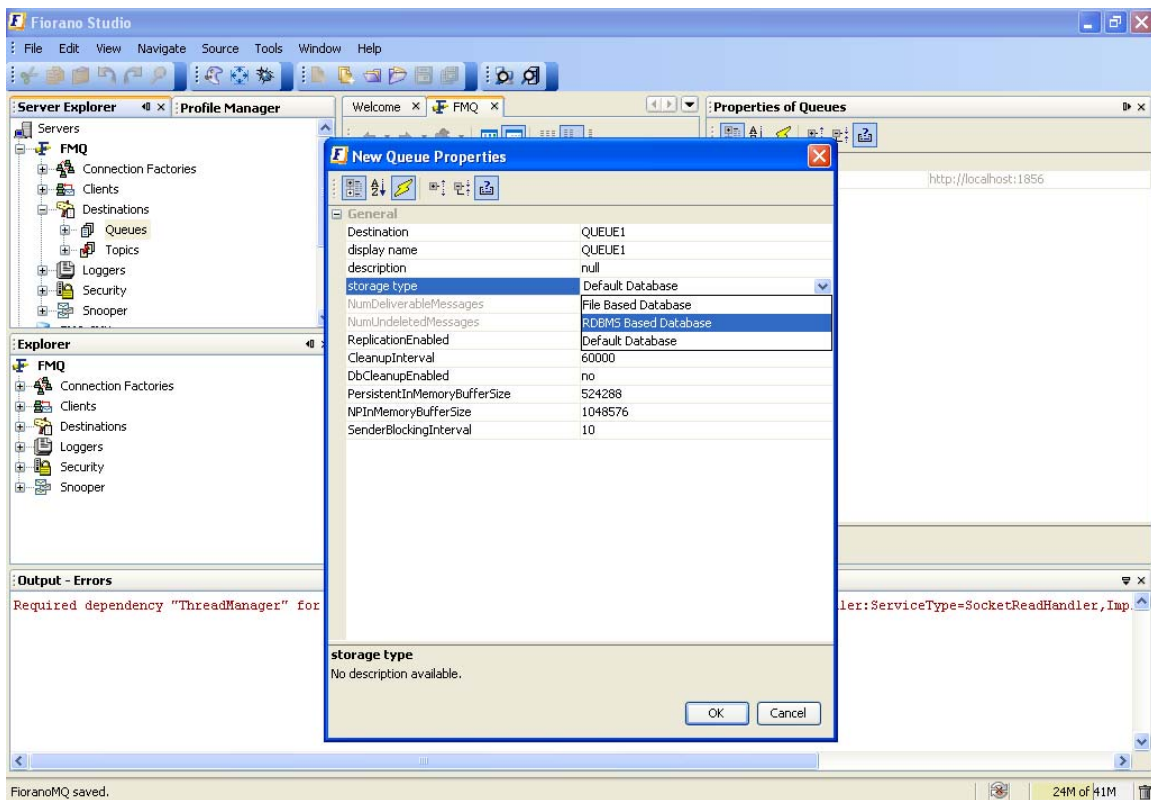 Fiorano Studio
File Edit View Navigate Source Tools Window Help
Server Explorer
Profile Manager
Servers
FMQ
Connection Factories
Clients
Destinations
Queues
Topics
Loggers
Security
Snooper
Explorer
FMQ
Connection Factories
Clients
Destinations
Loggers
Security
Snooper
Welcome
FMQ
Properties of Queues
http://localhost:1856
New Queue Properties
General
Destination QUEUE1
display name QUEUE1
description null
storage type Default Database
NumDeliverableMessages File Based Database
NumUndeletedMessages RDBMS Based Database
ReplicationEnabled Default Database
CleanupInterval 60000
DbCleanupEnabled no
PersistentInMemoryBufferSize 524288
NPInMemoryBufferSize 1048576
SenderBlockingInterval 10
storage type
No description available.
OK Cancel
Output - Errors
Required dependency "ThreadManager" for
ler:ServiceType=SocketReadHandler,Imp
FioranoMQ saved.
24M of 41M